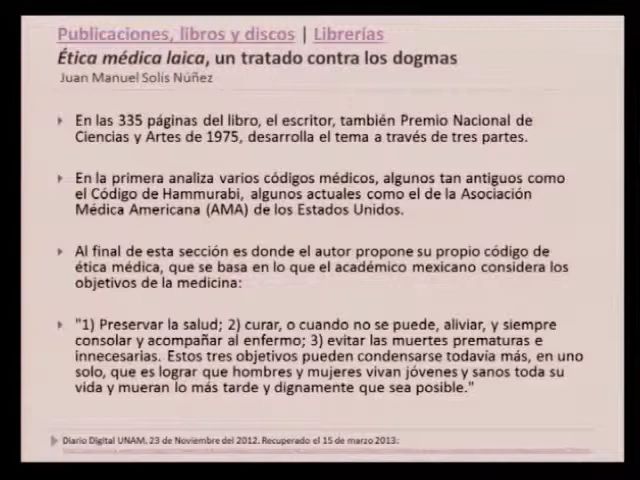 Publicaciones, libros y discos | Librerías
Ética médica laica, un tratado contra los dogmas
Juan Manuel Solís Núñez
En las 335 páginas del libro, el escritor, también Premio Nacional de
Ciencias y Artes de 1975, desarrolla el tema a través de tres partes.
En la primera analiza varios códigos médicos, algunos tan antiguos como
el Código de Hammurabi, algunos actuales como el de la Asociación
Médica Americana (AMA) de los Estados Unidos.
Al final de esta sección es donde el autor propone su propio código de
ética médica, que se basa en lo que el académico mexicano considera los
objetivos de la medicina:
"1) Preservar la salud; 2) curar, o cuando no se puede, aliviar, y siempre
consolar y acompañar al enfermo; 3) evitar las muertes prematuras e
innecesarias. Estos tres objetivos pueden condensarse todavía más, en uno
solo, que es lograr que hombres y mujeres vivan jóvenes y sanos toda su
vida y mueran lo más tarde y dignamente que sea posible."
Diario Digital UNAM, 23 de Noviembre del 2012. Recuperado el 15 de marzo 2013: